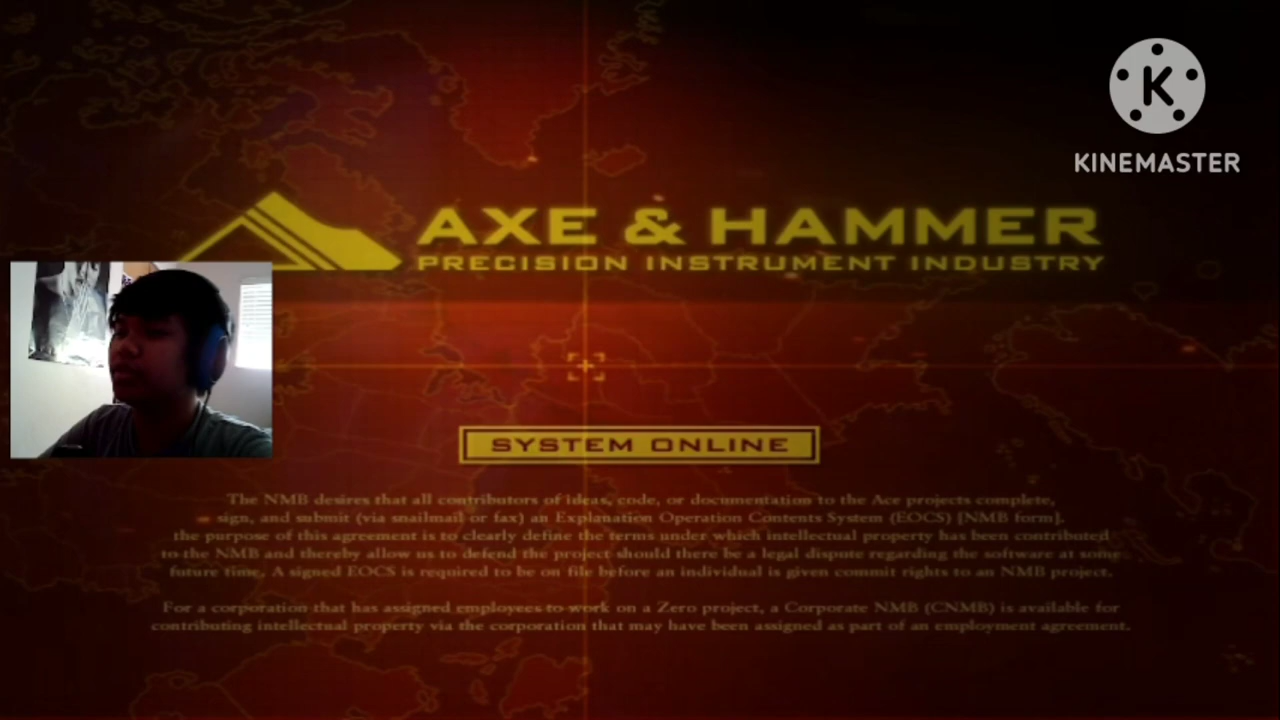 K
KINEMASTER
AXE & HAMMER
PRECISION INSTRUMENT INDUSTRY
SYSTEM ONLINE
The NMB desires that all contributors of ideas, code, or documentation to the Ace projects complete,
sign, and submit (via snailmail or fax) an Explanation Operation Contents System (EOCS) [NMB form].
the purpose of this agreement is to clearly define the terms under which intellectual property has been contributed
to the NMB and thereby allow us to defend the project should there be a legal dispute regarding the software at some
future time. A signed EOCS is required to be on file before an individual is given commit rights to an NMB project.
For a corporation that has assigned employees to work on a Zero project, a Corporate NMB (CNMB) is available for
contributing intellectual property via the corporation that may have been assigned as part of an employment agreement.